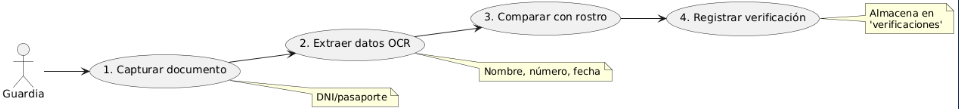 Guardia
1. Capturar documento
DNI/pasaporte
2. Extraer datos OCR
Nombre, número, fecha
3. Comparar con rostro
4. Registrar verificación
Almacena en
'verificaciones'